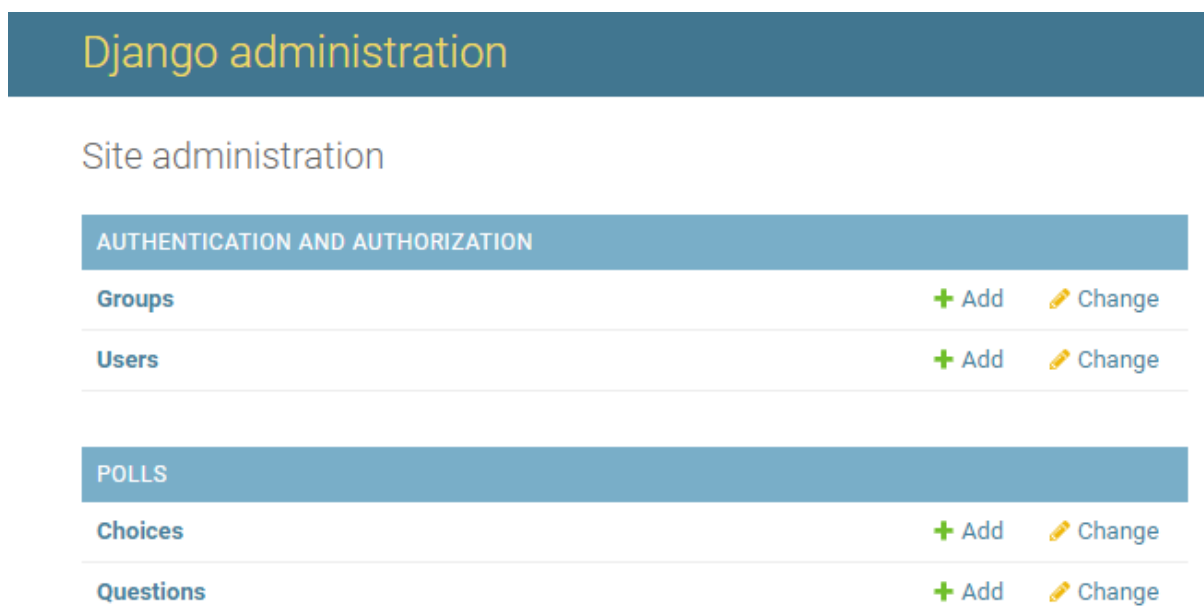 Django administration
Site administration
AUTHENTICATION AND AUTHORIZATION
Groups Add Change
Users Add Change
POLLS
Choices Add Change
Questions Add Change